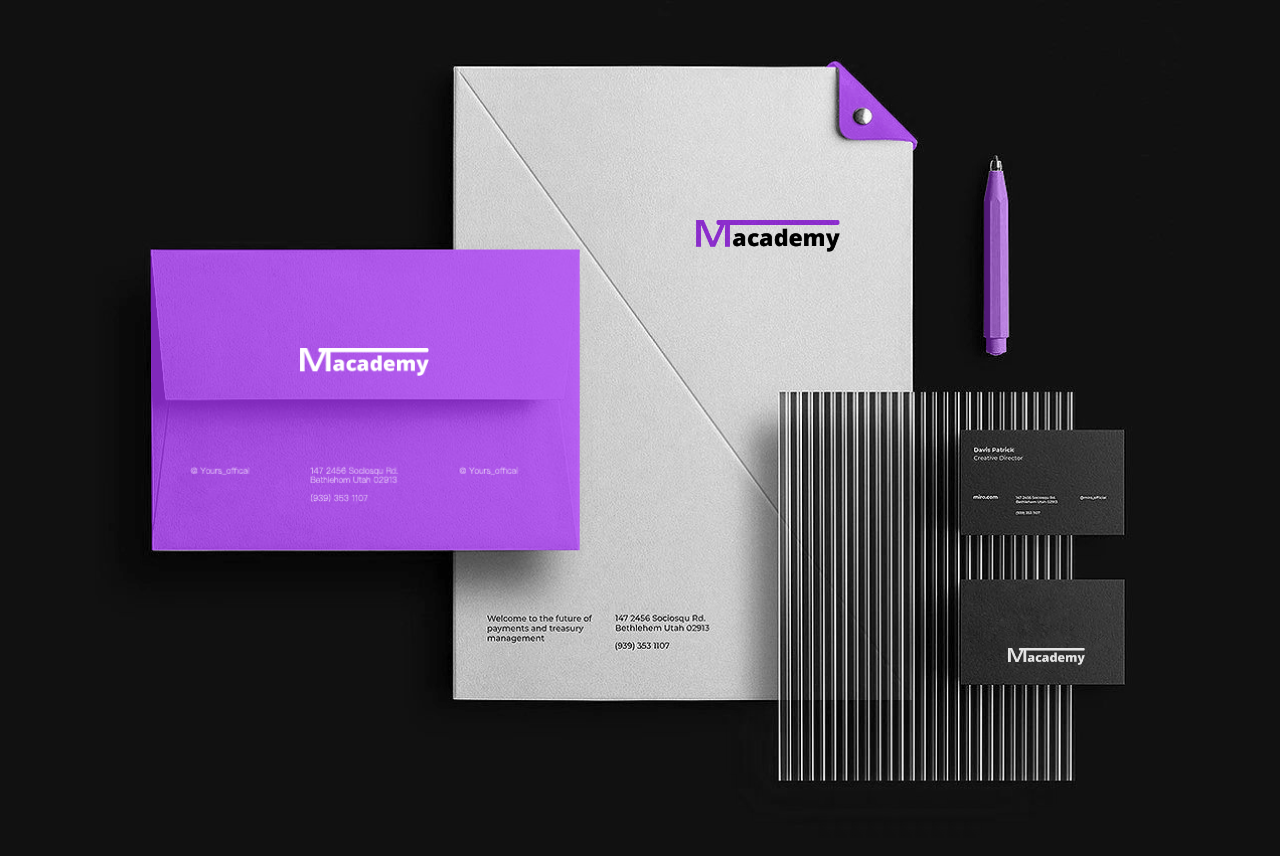 Macademy
Macademy
@ Yours_offical
147 2456 Sociosqu Rd.
Bethlehem Utah 02913
(939) 353 1107
@ Yours_offical
Welcome to the future of
payments and treasury
management
147 2456 Sociosqu Rd.
Bethlehem Utah 02913
(939) 353 1107
Davis Patrick
Creative Director
miro.com
147 2456 Sociosqu Rd.
Bethlehem Utah 02913
(939) 353 1107
@miro_official
Macademy